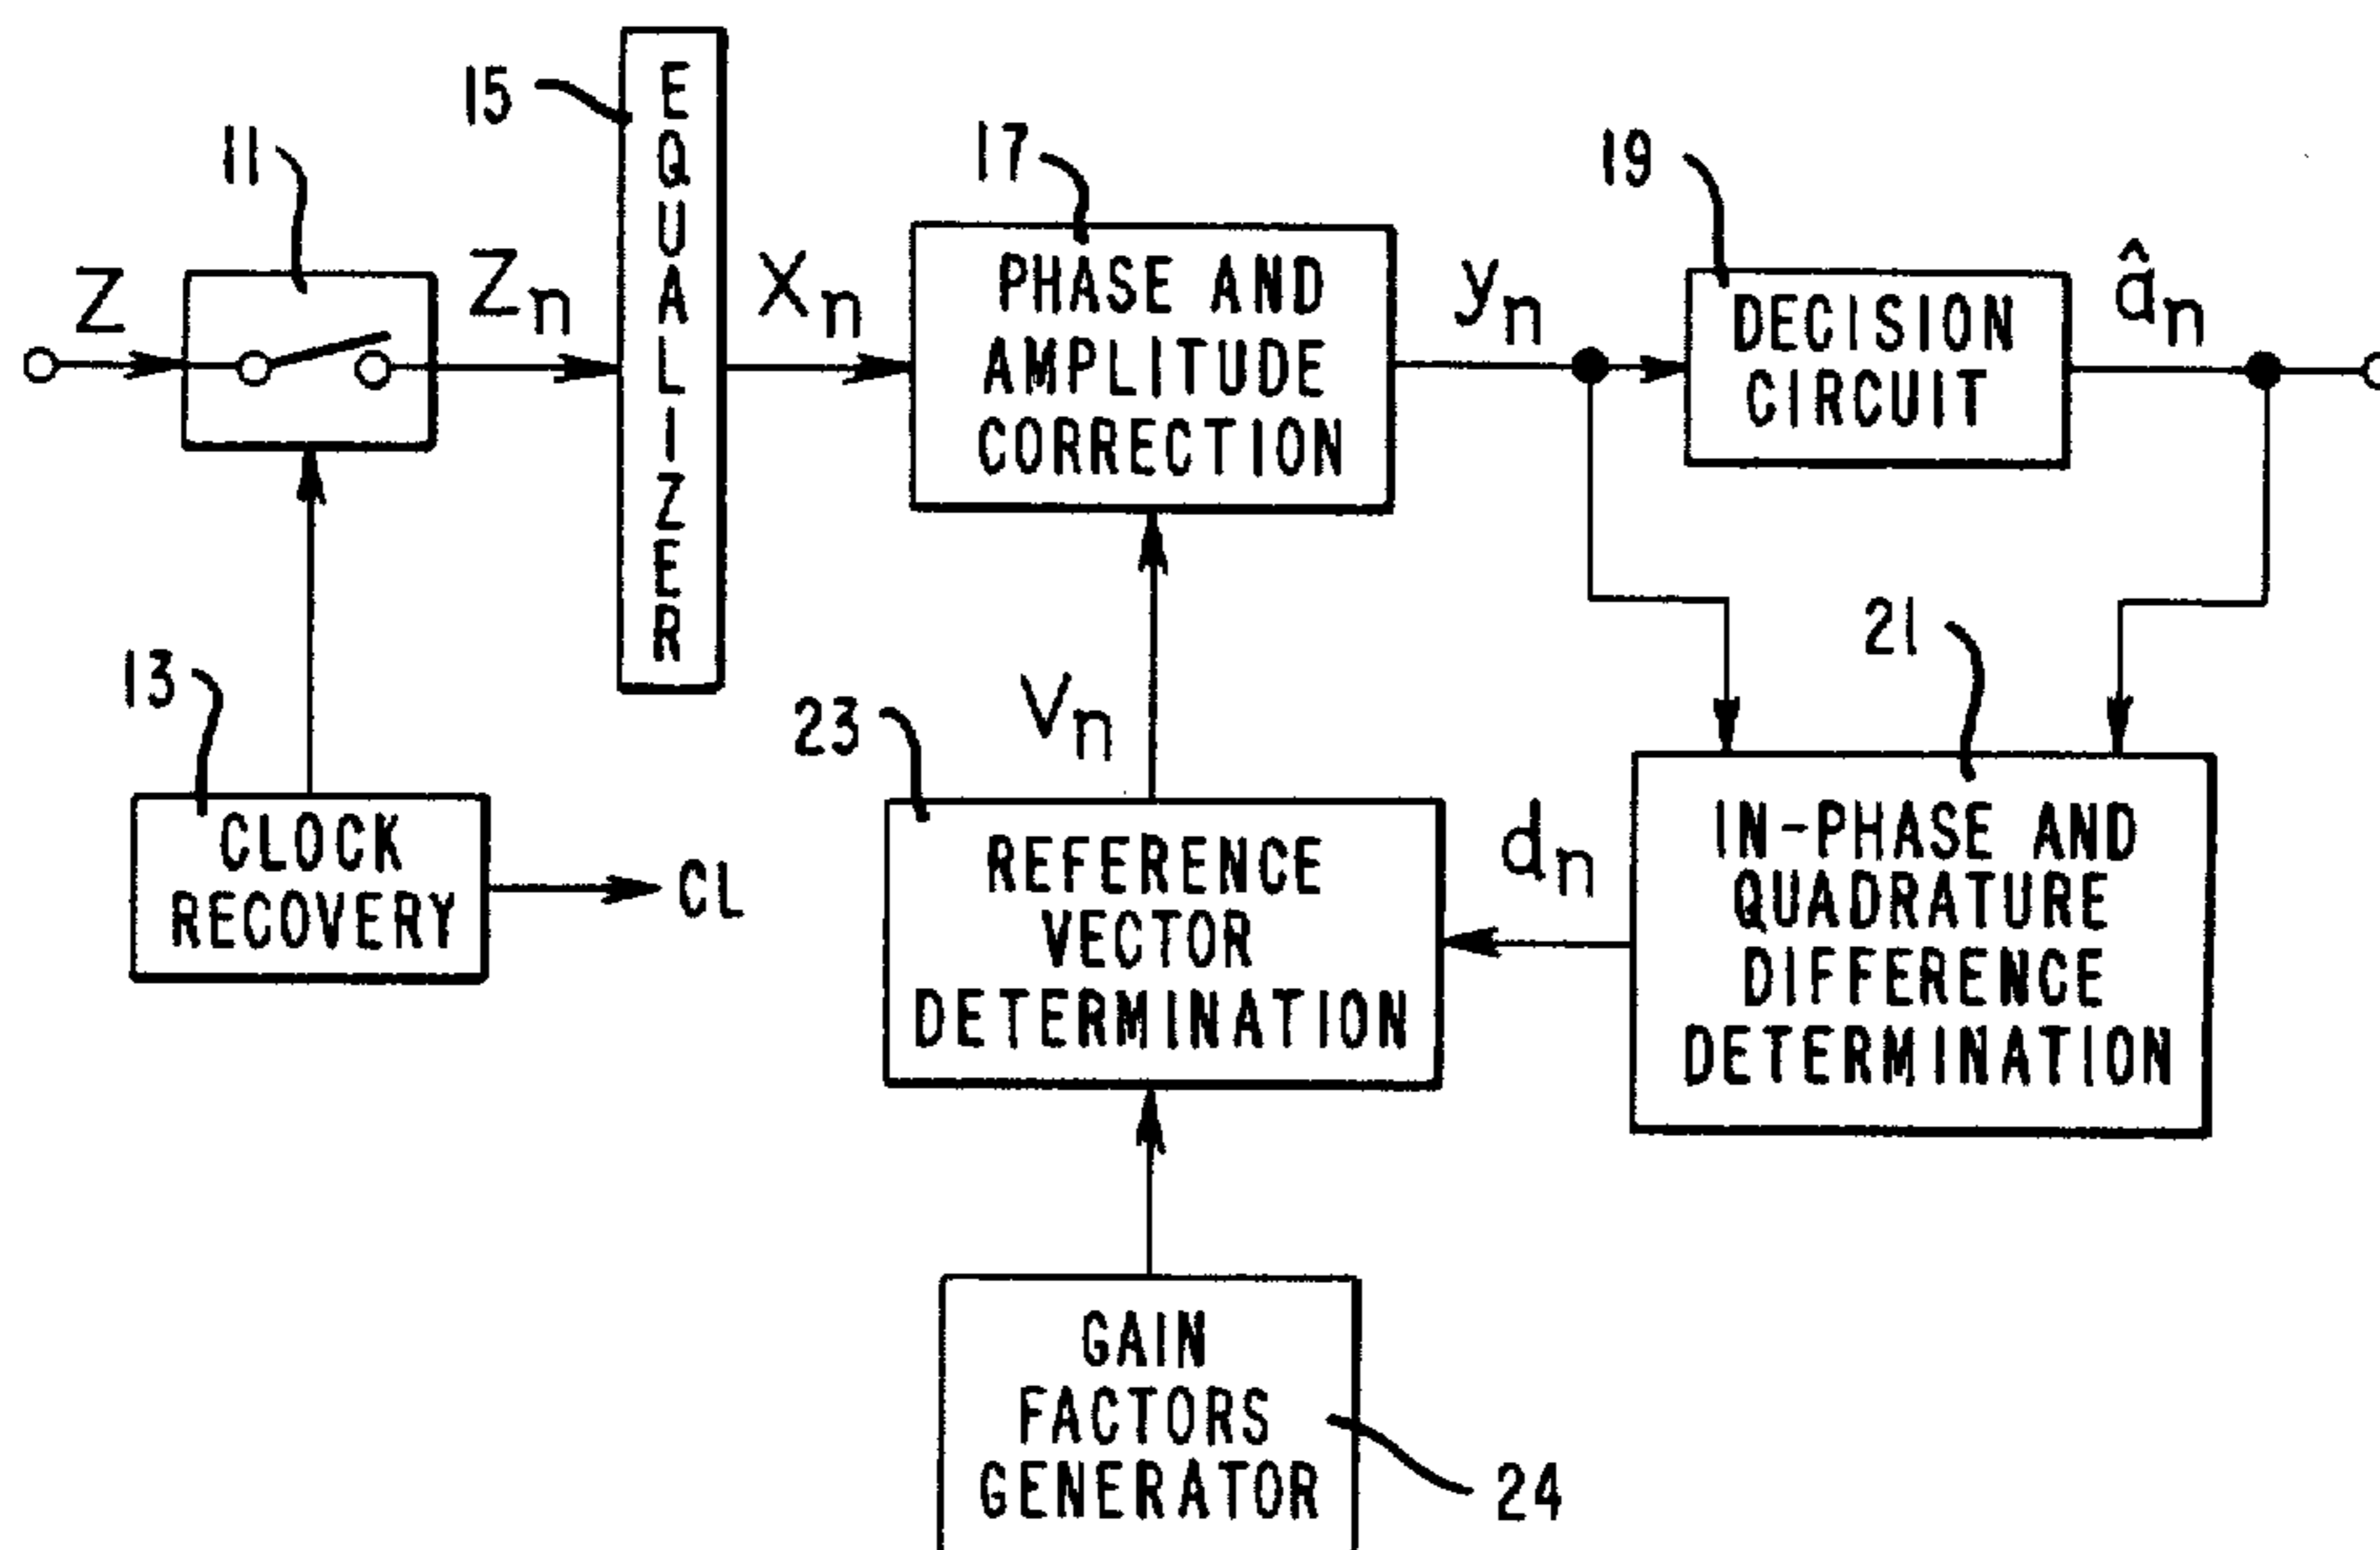 15
E
Q
U
A
L
I
Z
E
R
11
17
19
Z
Zn
Xn
PHASE AND
AMPLITUDE
CORRECTION
yn
DECISION
CIRCUIT
ân
13
CLOCK
RECOVERY
CL
23
Vn
REFERENCE
VECTOR
DETERMINATION
dn
21
IN-PHASE AND
QUADRATURE
DIFFERENCE
DETERMINATION
GAIN
FACTORS
GENERATOR
24